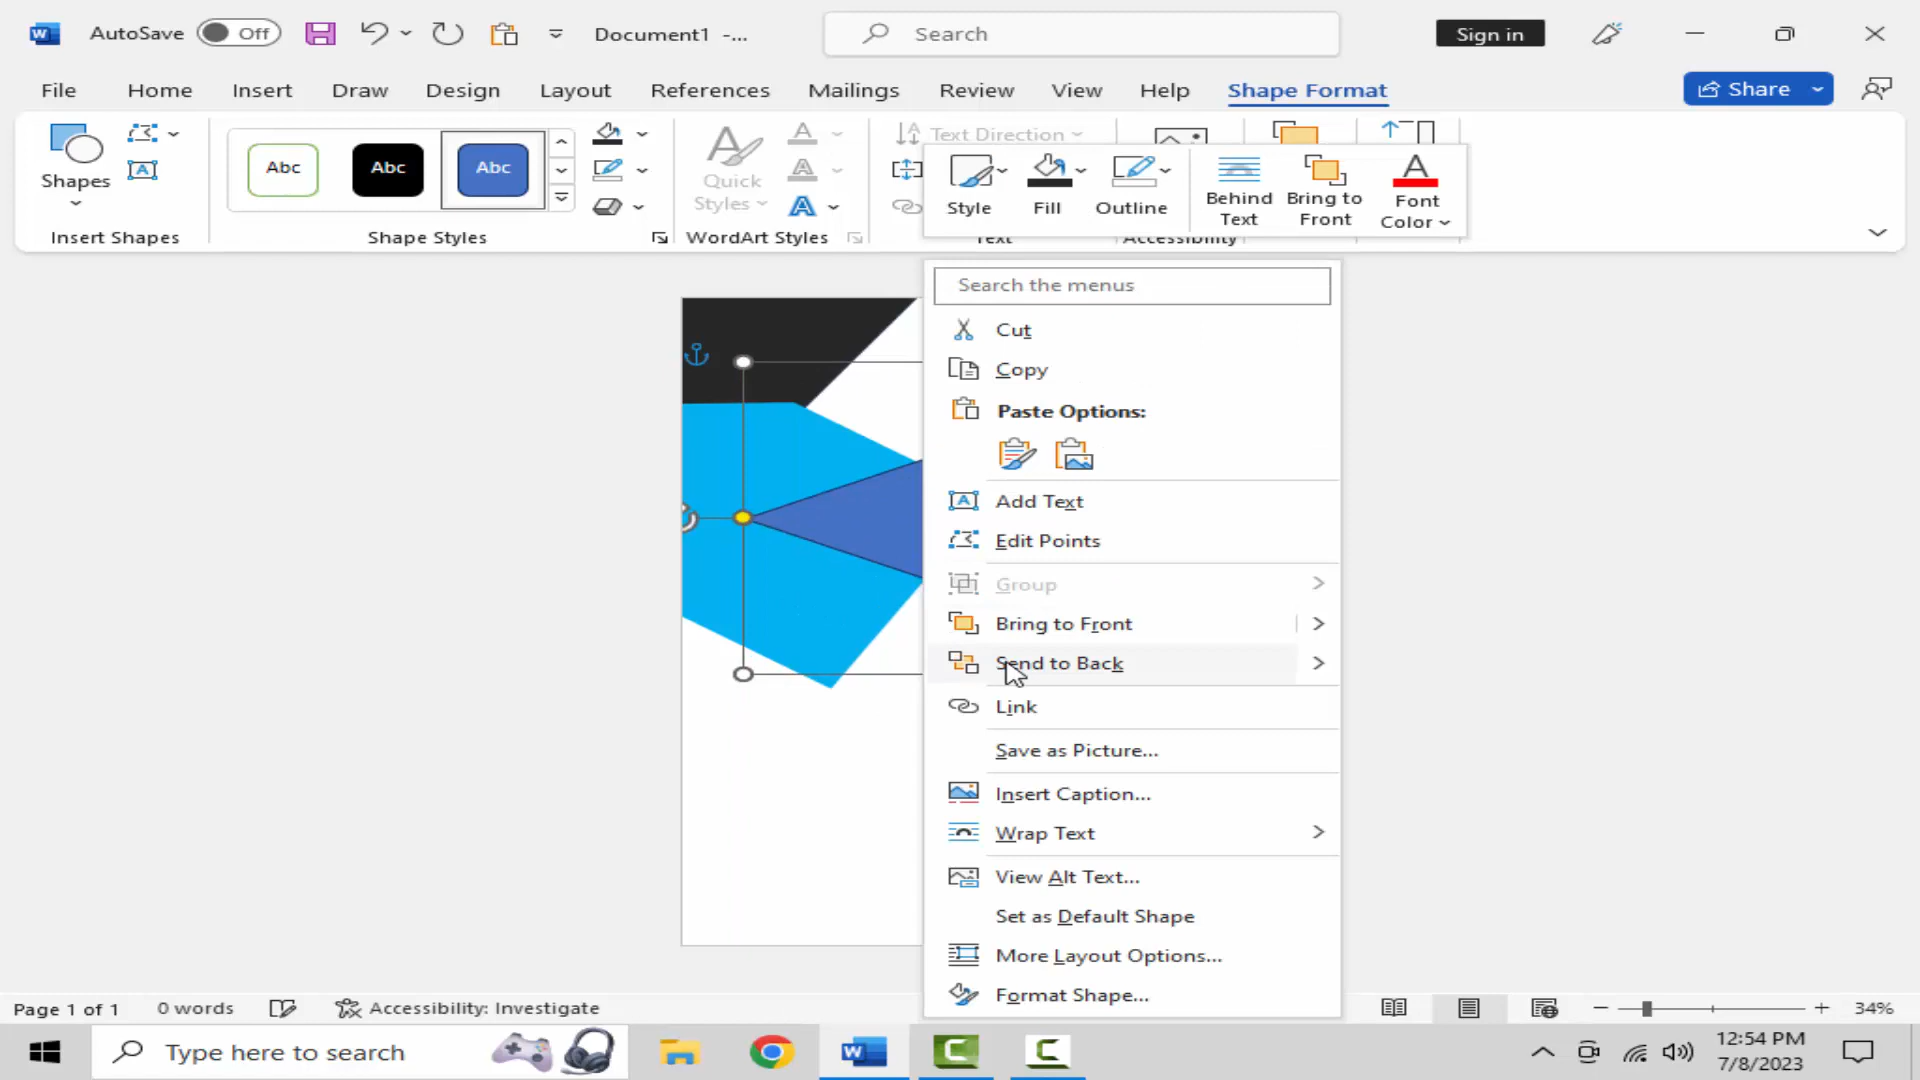 AutoSave Off Document1 -... Search Sign in
File Home Insert Draw Design Layout References Mailings Review View Help Shape Format Share
Shapes
Insert Shapes
Abc Abc Abc
Shape Styles
Quick
Styles
WordArt Styles
Text Direction
Text
Accessibility
Style Fill Outline
Behind
Text
Bring to
Front
Font
Color
Search the menus
Cut
Copy
Paste Options:
Add Text
Edit Points
Group
Bring to Front
Send to Back
Link
Save as Picture...
Insert Caption...
Wrap Text
View Alt Text...
Set as Default Shape
More Layout Options...
Format Shape...
Page 1 of 1 0 words Accessibility: Investigate 34%
Type here to search
12:54 PM
7/8/2023